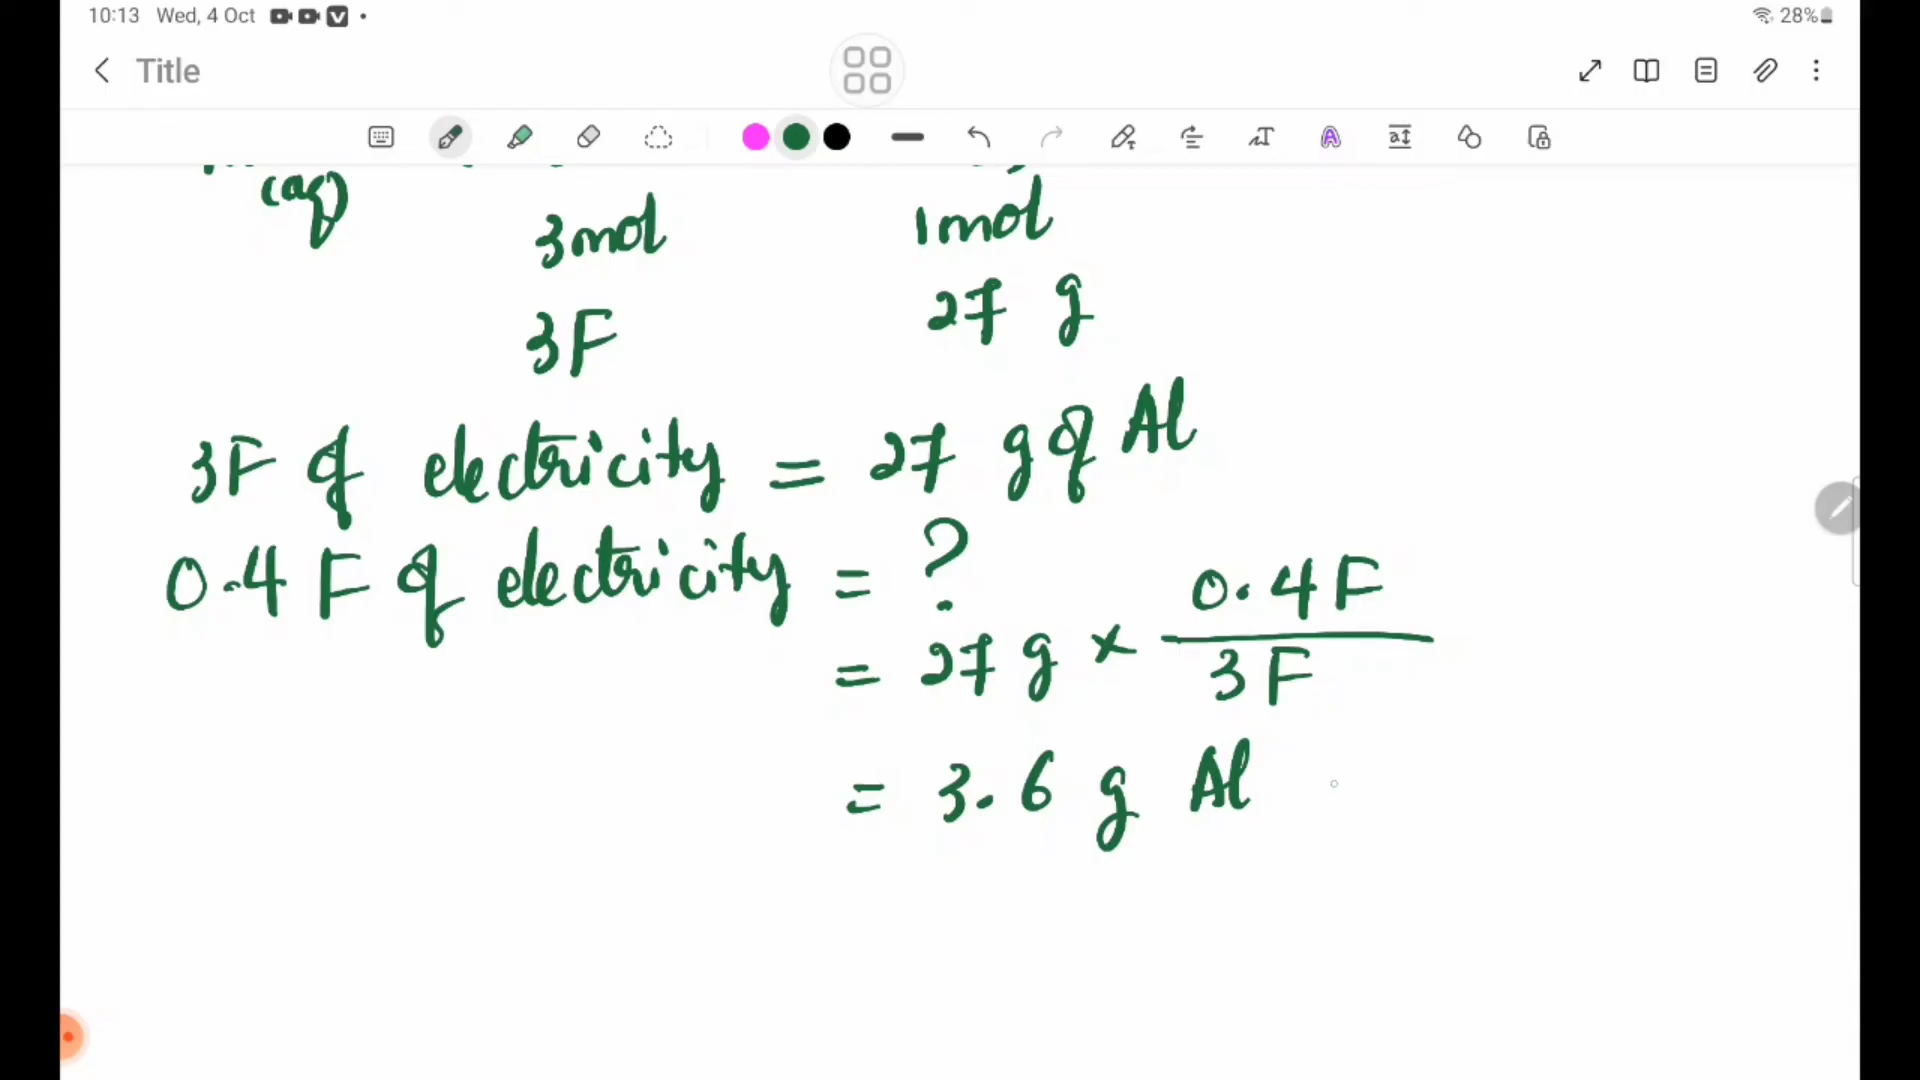 10:13 Wed, 4 Oct
28%
Title
(aq)
3mol 1mol
3F 27 g
3F of electricity = 27 g of Al
0.4 F of electricity = ?
= 27 g × 0.4F
3F
= 3.6 g Al